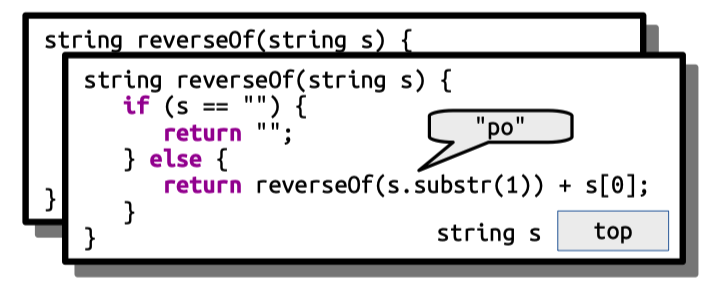 string reverseOf(string s) {
string reverseOf(string s) {
if (s == "") {
return "";
"po"
} else {
return reverseOf(s.substr(1)) + s[0];
}
}
}
string s top